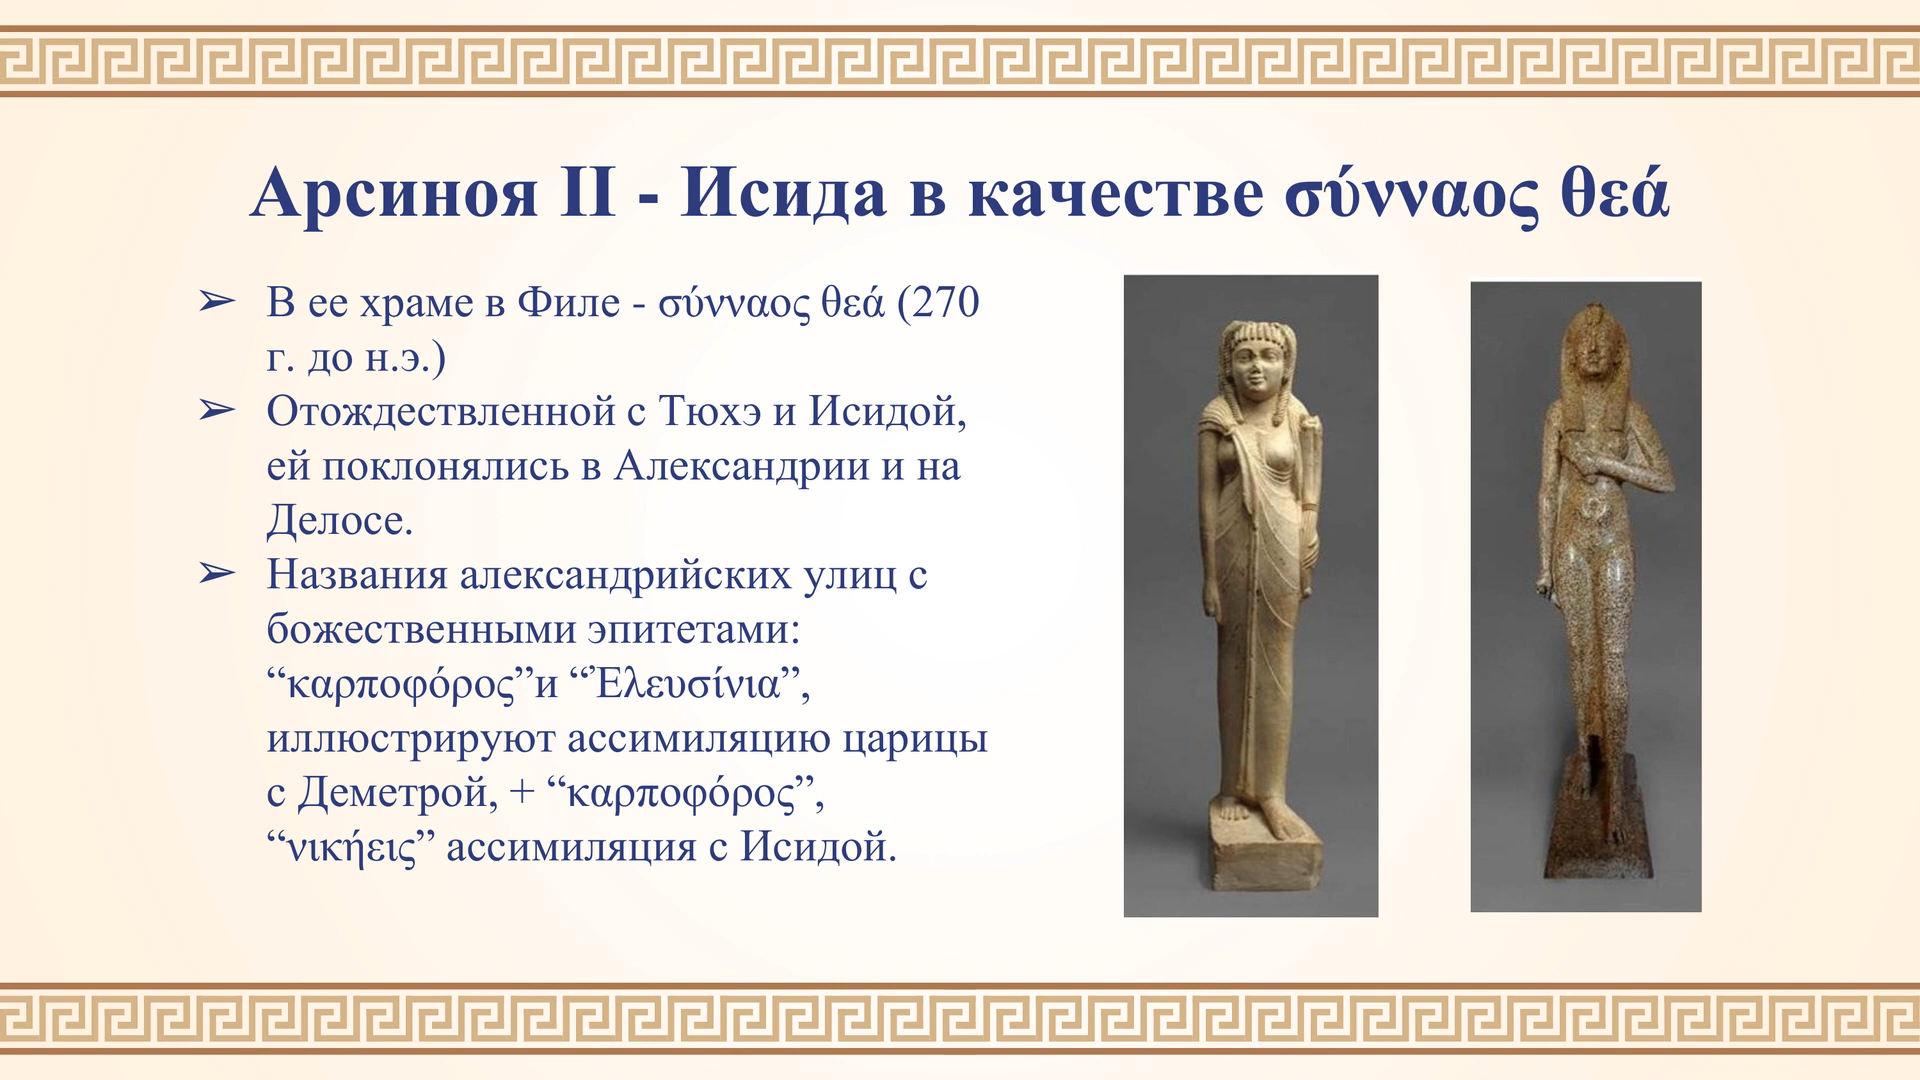 Арсиноя II - Исида в качестве σύνναος θεά
➢ В ее храме в Филе - σύνναος θεά (270
г. до н.э.)
➢ Отождествленной с Тюхэ и Исидой,
ей поклонялись в Александрии и на
Делосе.
➢ Названия александрийских улиц с
божественными эпитетами:
“καρποφόρος”и “Ἐλευσίνια”,
иллюстрируют ассимиляцию царицы
с Деметрой, + “καρποφόρος”,
“νικήεις” ассимиляция с Исидой.